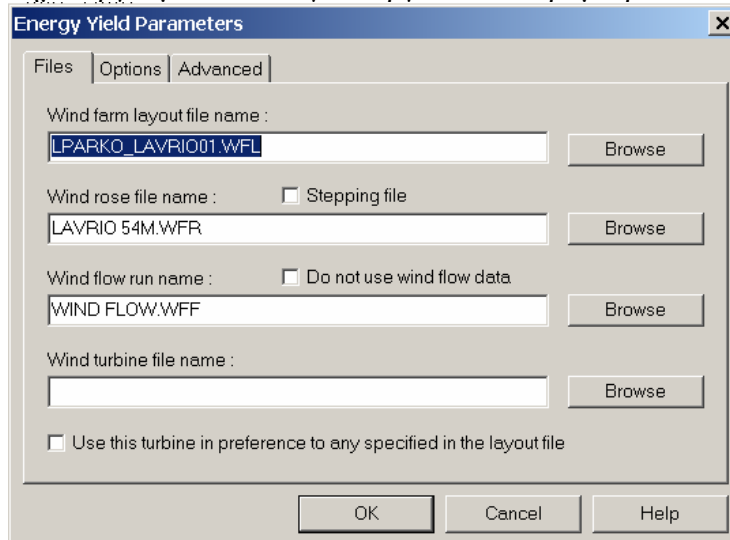 Energy Yield Parameters
Files Options Advanced
Wind farm layout file name :
LPARKO_LAVRIO01.WFL Browse
Wind rose file name : Stepping file
LAVRIO 54M.WFR Browse
Wind flow run name : Do not use wind flow data
WIND FLOW.WFF Browse
Wind turbine file name :
Browse
Use this turbine in preference to any specified in the layout file
OK Cancel Help